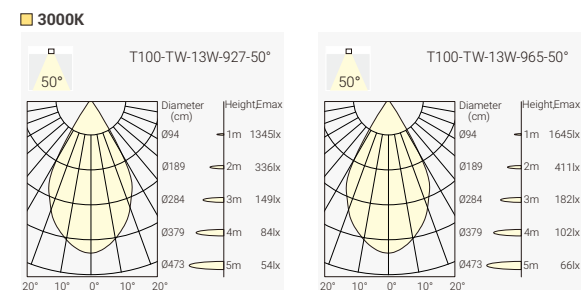 3000K
T100-TW-13W-927-50°
50°
Diameter (cm) Height,Emax
Ø94 1m 1345lx
Ø189 2m 336lx
Ø284 3m 149lx
Ø379 4m 84lx
Ø473 5m 54lx
20° 10° 0° 10° 20°
T100-TW-13W-965-50°
50°
Diameter (cm) Height,Emax
Ø94 1m 1645lx
Ø189 2m 411lx
Ø284 3m 182lx
Ø379 4m 102lx
Ø473 5m 66lx
20° 10° 0° 10° 20°